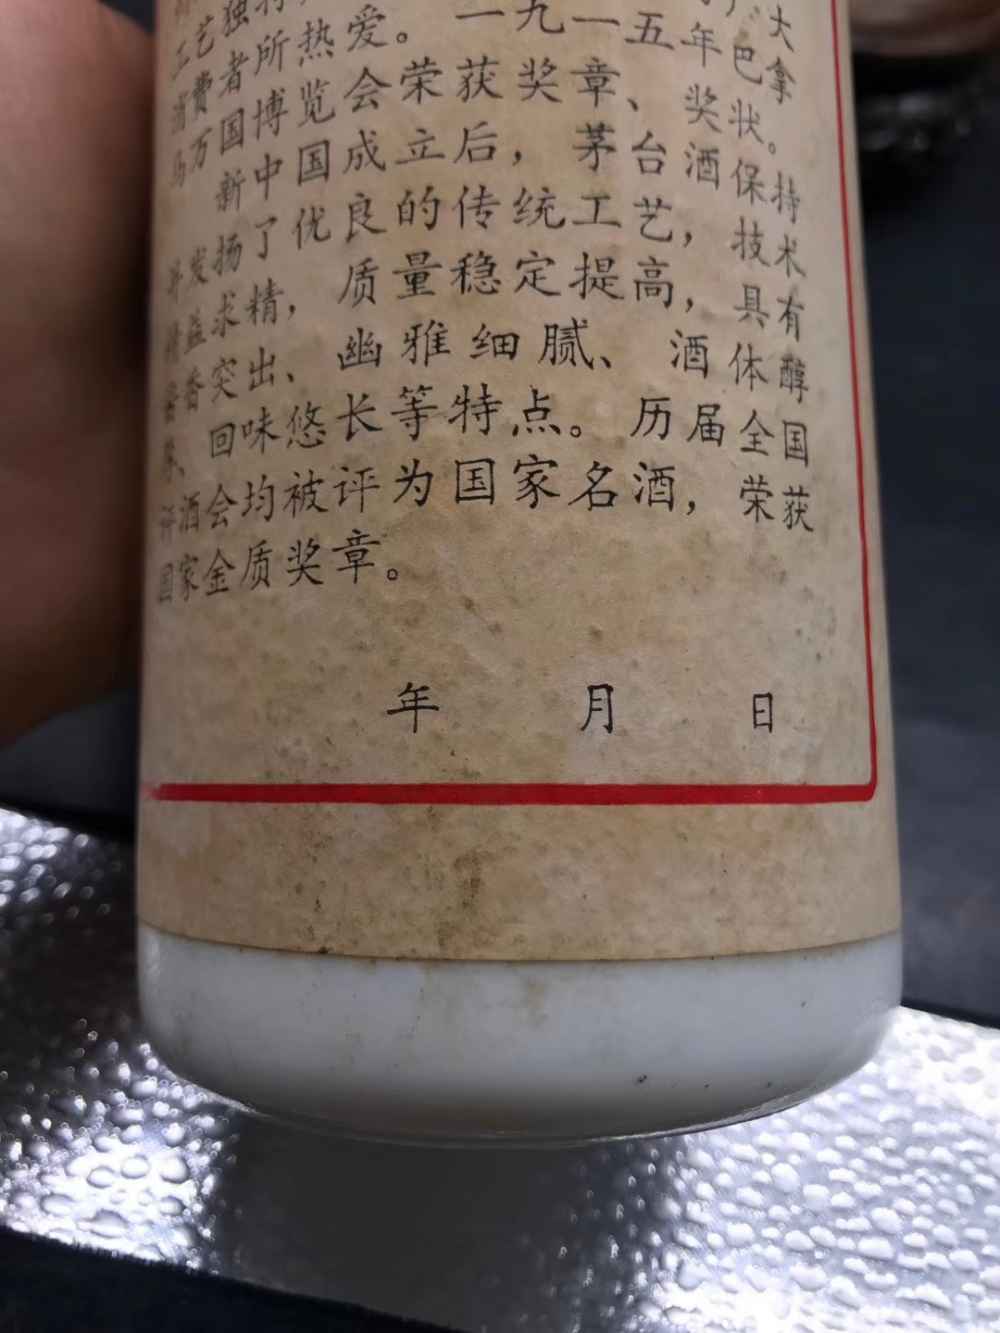 工艺独特
消费者所热爱。一九一五年巴拿
马万国博览会荣获奖章、奖状。
新中国成立后，茅台酒保持
并发扬了优良的传统工艺，技术
精益求精，质量稳定提高，具有
酱香突出、幽雅细腻、酒体醇
厚、回味悠长等特点。历届全国
评酒会均被评为国家名酒，荣获
国家金质奖章。
年 月 日